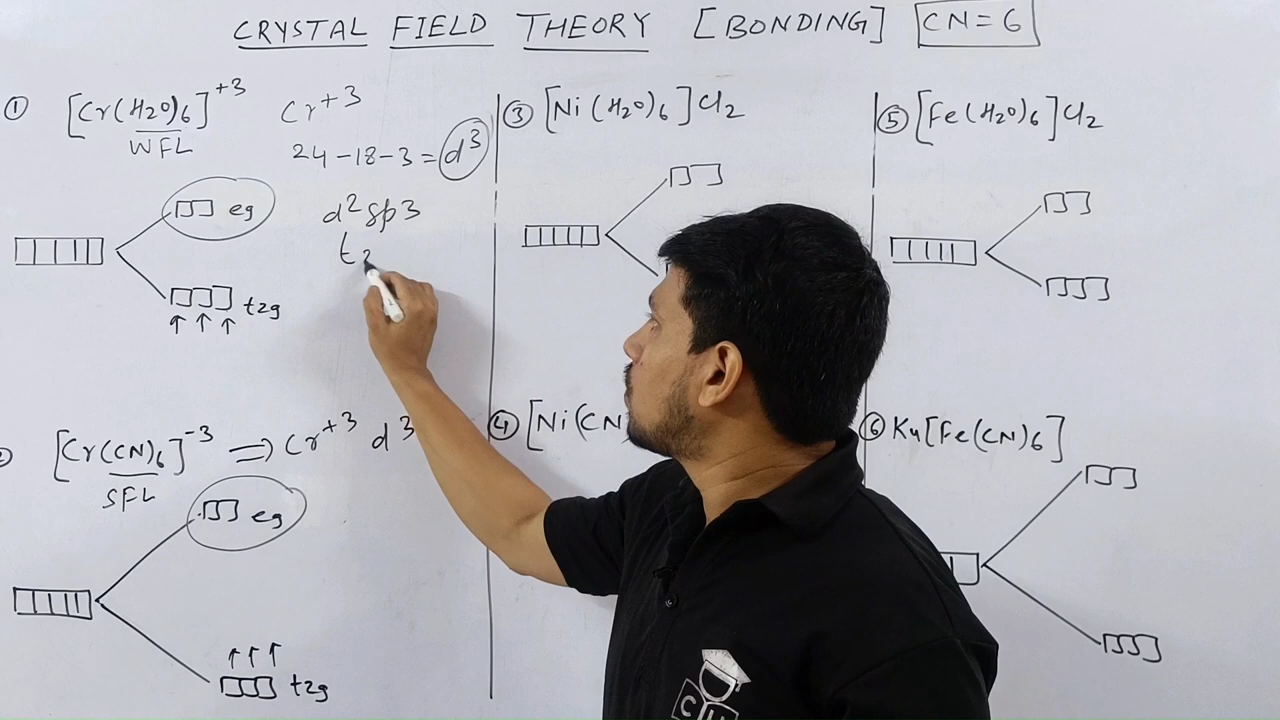 CRYSTAL FIELD THEORY [BONDING] CN=6
① [Cr(H2O)6]+3
WFL
Cr+3
24-18-3=d3
eg
t2g
d2sp3
t2
[Cr(CN)6]-3 ⇒ Cr+3 d3
SFL
eg
t2g
③ [Ni(H2O)6]Cl2
④ [Ni(CN
⑤ [Fe(H2O)6]Cl2
⑥ K4[Fe(CN)6]